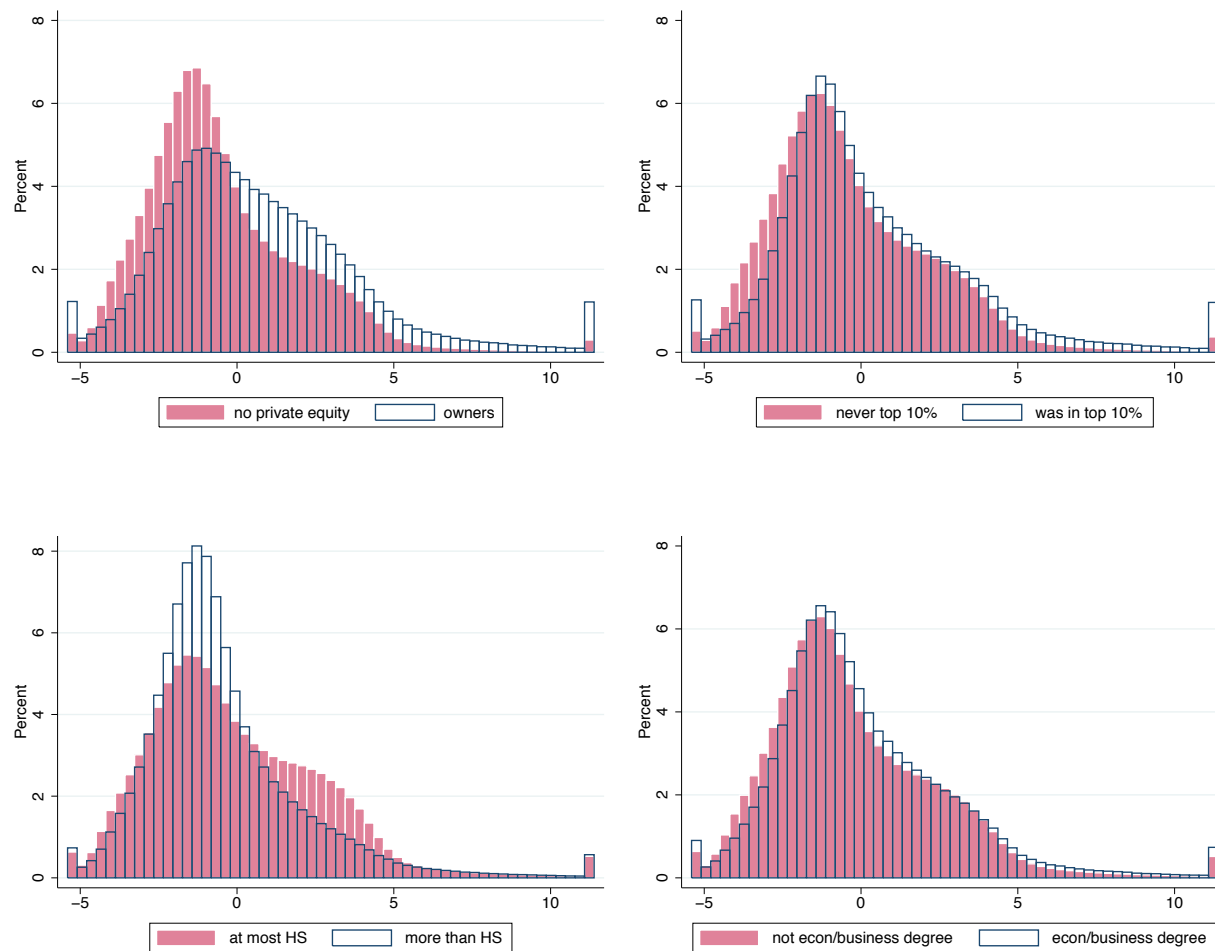 8
6
4
2
0
Percent
−5 0 5 10
no private equity owners
8
6
4
2
0
Percent
−5 0 5 10
never top 10% was in top 10%
8
6
4
2
0
Percent
−5 0 5 10
at most HS more than HS
8
6
4
2
0
Percent
−5 0 5 10
not econ/business degree econ/business degree